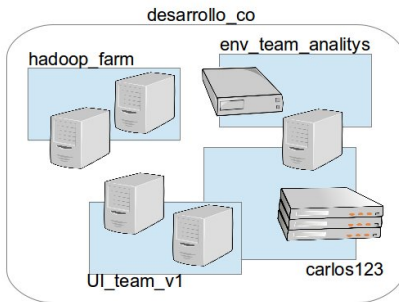 desarrollo_co
hadoop_farm
env_team_analitys
UI_team_v1
carlos123